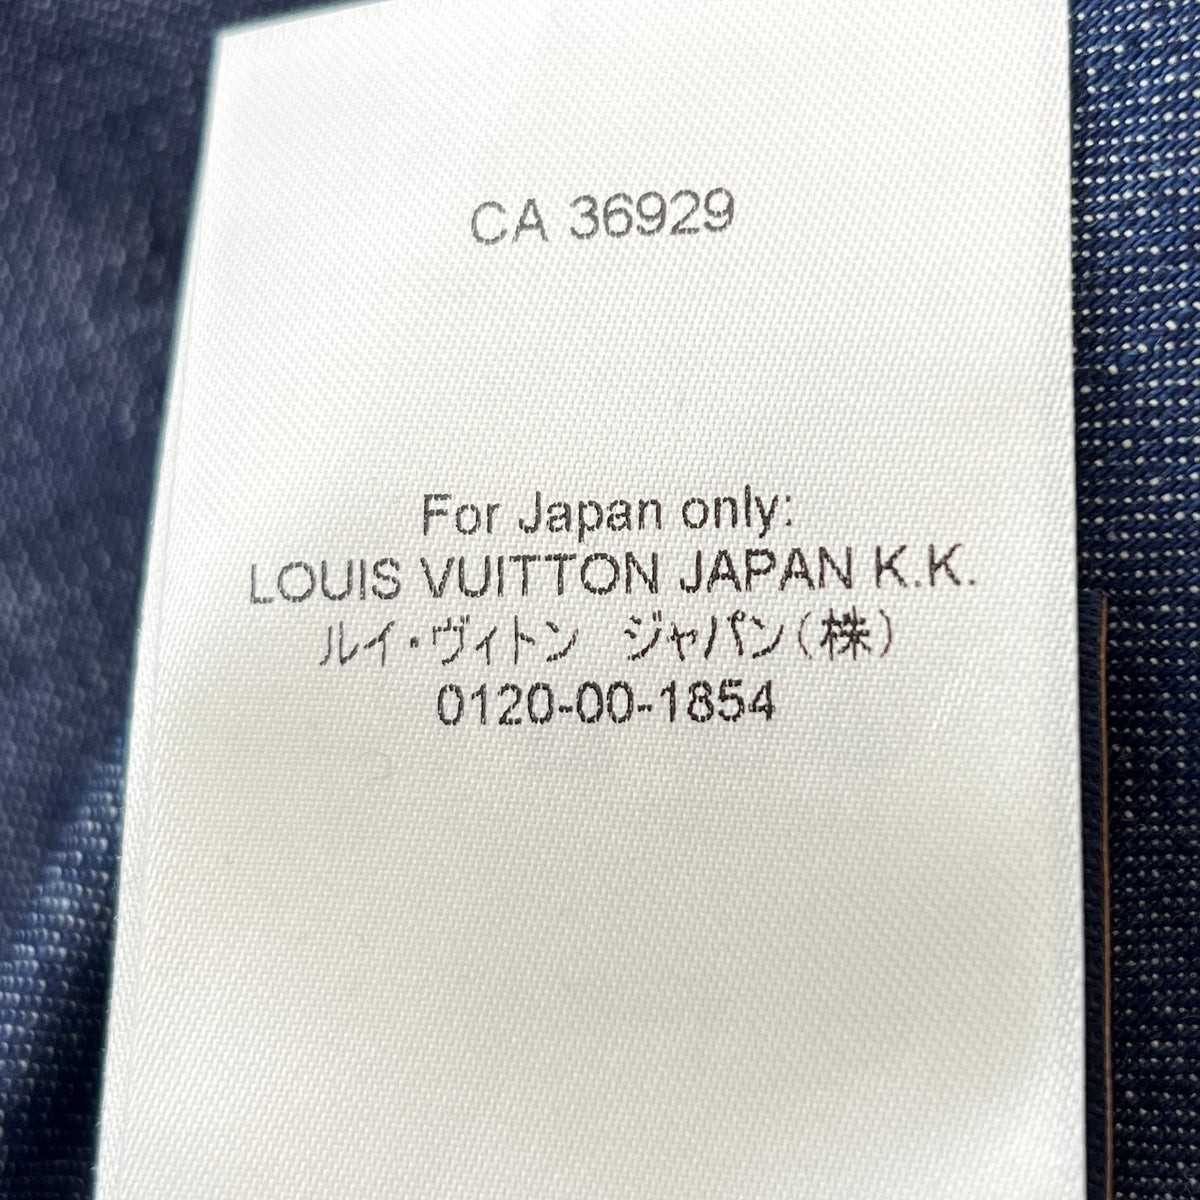 CA 36929
For Japan only:
LOUIS VUITTON JAPAN K.K.
ルイ・ヴィトン　ジャパン(株)
0120-00-1854